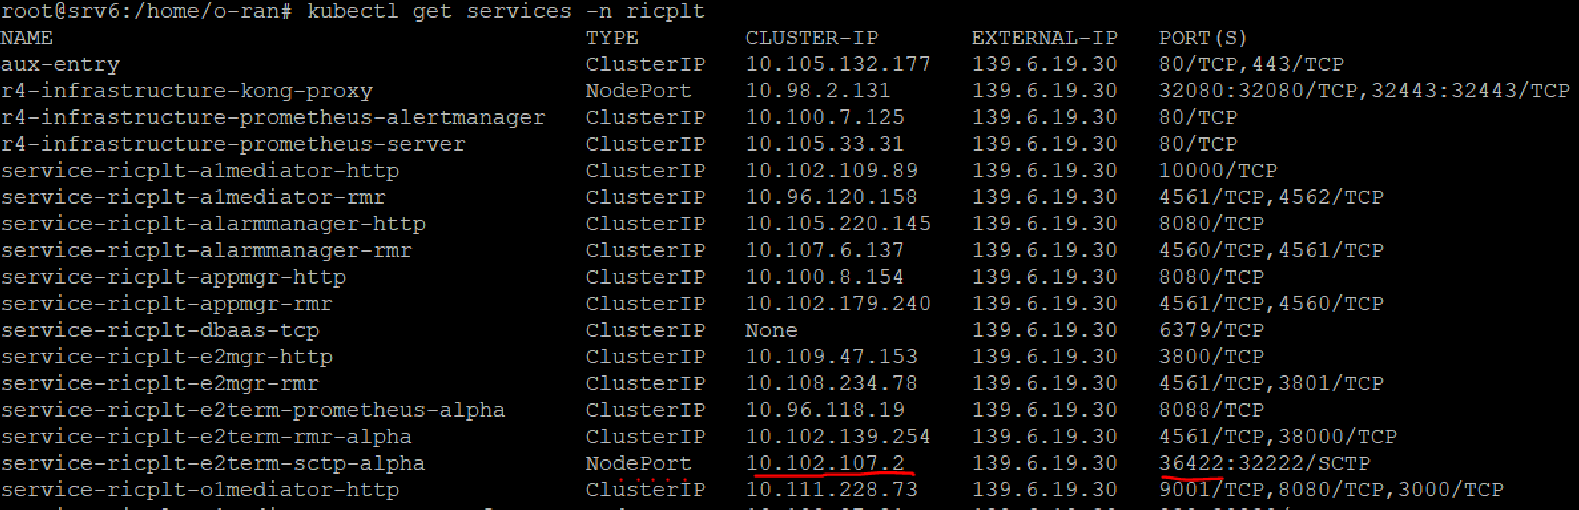 root@srv6:/home/o-ran# kubectl get services -n ricplt
NAME TYPE CLUSTER-IP EXTERNAL-IP PORT(S)
aux-entry ClusterIP 10.105.132.177 139.6.19.30 80/TCP,443/TCP
r4-infrastructure-kong-proxy NodePort 10.98.2.131 139.6.19.30 32080:32080/TCP,32443:32443/TCP
r4-infrastructure-prometheus-alertmanager ClusterIP 10.100.7.125 139.6.19.30 80/TCP
r4-infrastructure-prometheus-server ClusterIP 10.105.33.31 139.6.19.30 80/TCP
service-ricplt-a1mediator-http ClusterIP 10.102.109.89 139.6.19.30 10000/TCP
service-ricplt-a1mediator-rmr ClusterIP 10.96.120.158 139.6.19.30 4561/TCP,4562/TCP
service-ricplt-alarmmanager-http ClusterIP 10.105.220.145 139.6.19.30 8080/TCP
service-ricplt-alarmmanager-rmr ClusterIP 10.107.6.137 139.6.19.30 4560/TCP,4561/TCP
service-ricplt-appmgr-http ClusterIP 10.100.8.154 139.6.19.30 8080/TCP
service-ricplt-appmgr-rmr ClusterIP 10.102.179.240 139.6.19.30 4561/TCP,4560/TCP
service-ricplt-dbaas-tcp ClusterIP None 139.6.19.30 6379/TCP
service-ricplt-e2mgr-http ClusterIP 10.109.47.153 139.6.19.30 3800/TCP
service-ricplt-e2mgr-rmr ClusterIP 10.108.234.78 139.6.19.30 4561/TCP,3801/TCP
service-ricplt-e2term-prometheus-alpha ClusterIP 10.96.118.19 139.6.19.30 8088/TCP
service-ricplt-e2term-rmr-alpha ClusterIP 10.102.139.254 139.6.19.30 4561/TCP,38000/TCP
service-ricplt-e2term-sctp-alpha NodePort 10.102.107.2 139.6.19.30 36422:32222/SCTP
service-ricplt-o1mediator-http ClusterIP 10.111.228.73 139.6.19.30 9001/TCP,8080/TCP,3000/TCP